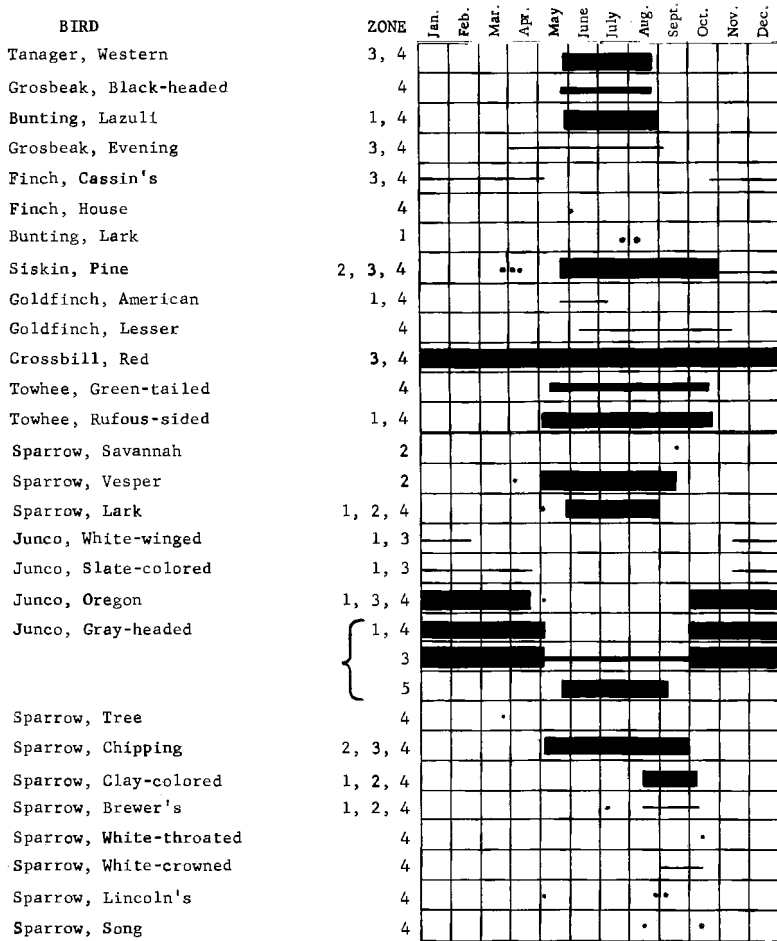 BIRD ZONE Jan. Feb. Mar. Apr. May June July Aug. Sept. Oct. Nov. Dec.
Tanager, Western 3, 4
Grosbeak, Black-headed 4
Bunting, Lazuli 1, 4
Grosbeak, Evening 3, 4
Finch, Cassin's 3, 4
Finch, House 4
Bunting, Lark 1
Siskin, Pine 2, 3, 4
Goldfinch, American 1, 4
Goldfinch, Lesser 4
Crossbill, Red 3, 4
Towhee, Green-tailed 4
Towhee, Rufous-sided 1, 4
Sparrow, Savannah 2
Sparrow, Vesper 2
Sparrow, Lark 1, 2, 4
Junco, White-winged 1, 3
Junco, Slate-colored 1, 3
Junco, Oregon 1, 3, 4
Junco, Gray-headed 1, 4
3
5
Sparrow, Tree 4
Sparrow, Chipping 2, 3, 4
Sparrow, Clay-colored 1, 2, 4
Sparrow, Brewer's 1, 2, 4
Sparrow, White-throated 4
Sparrow, White-crowned 4
Sparrow, Lincoln's 4
Sparrow, Song 4